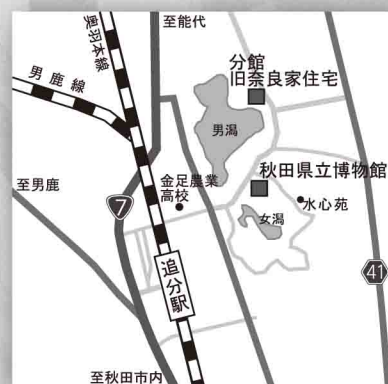 至能代
奥羽本線
分館
旧奈良家住宅
男鹿線
男潟
至男鹿
金足農業
高校
秋田県立博物館
水心苑
女潟
7
追分駅
41
至秋田市内